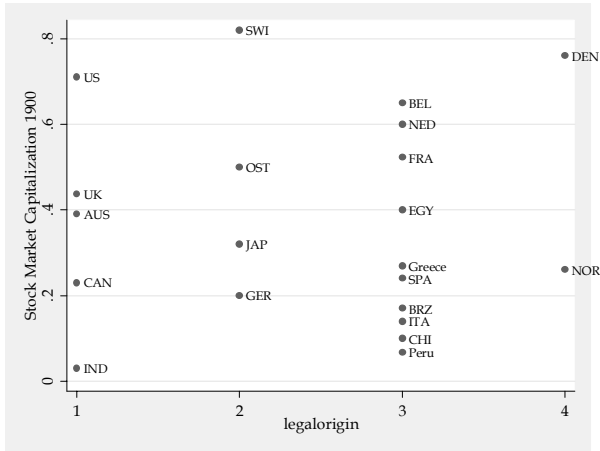 Stock Market Capitalization 1900
.8
.6
.4
.2
0
SWI
DEN
US
BEL
NED
FRA
OST
UK
AUS
EGY
JAP
Greece
NOR
SPA
CAN
GER
BRZ
ITA
CHI
Peru
IND
1 2 3 4
legalorigin